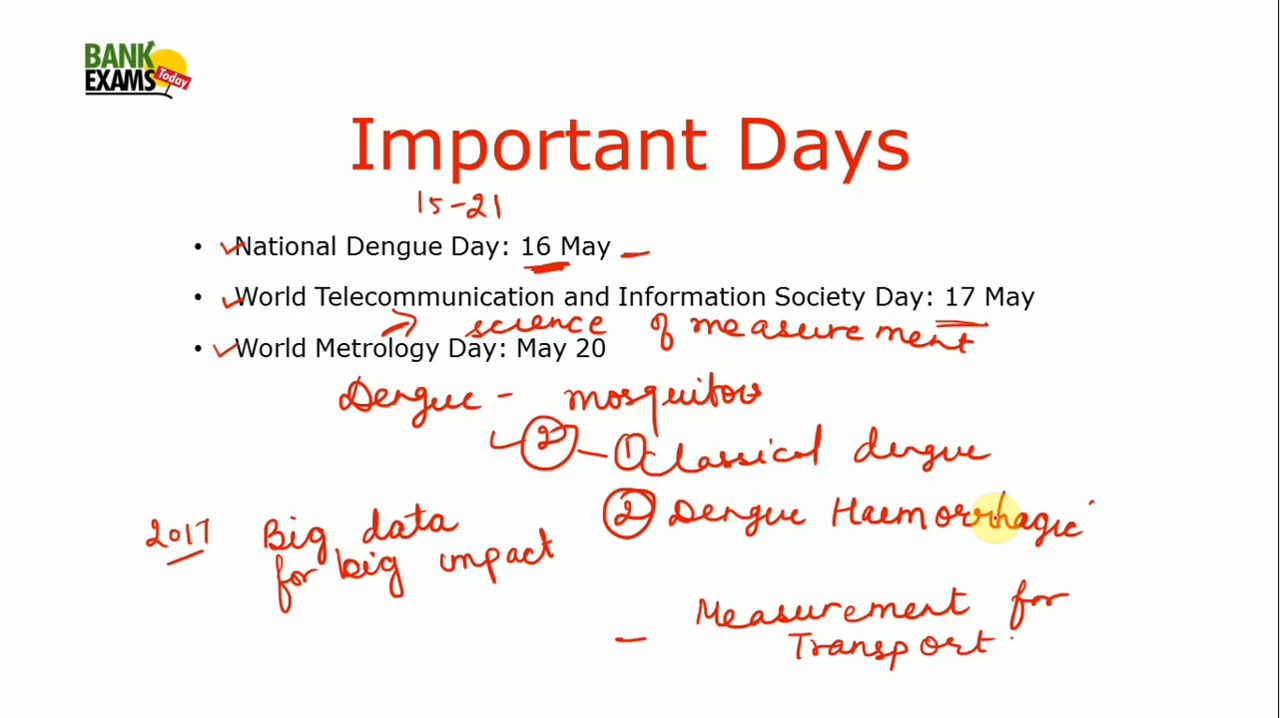 BANK
EXAMS Today
Important Days
15-21
• National Dengue Day: 16 May
• World Telecommunication and Information Society Day: 17 May
science of measurement
• World Metrology Day: May 20
Dengue - mosquitoes
2 - 1 classical dengue
2 Dengue Haemorrhagic
2017 Big data
for big impact
- Measurement for
Transport